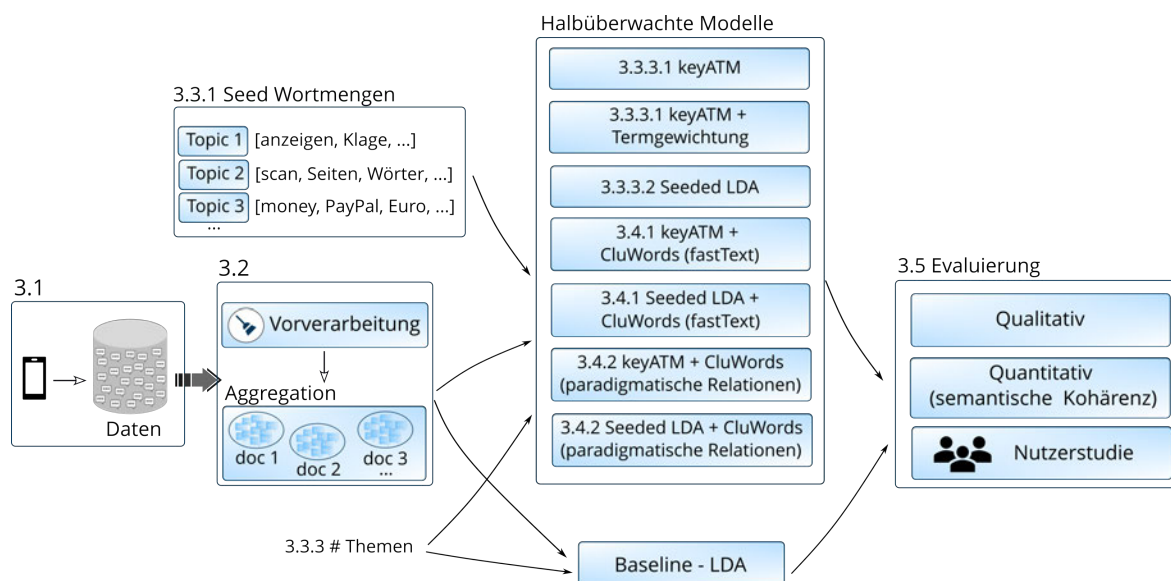 Halbüberwachte Modelle
3.3.3.1 keyATM
3.3.3.1 keyATM +
Termgewichtung
3.3.3.2 Seeded LDA
3.4.1 keyATM +
CluWords (fastText)
3.4.1 Seeded LDA +
CluWords (fastText)
3.4.2 keyATM + CluWords
(paradigmatische Relationen)
3.4.2 Seeded LDA + CluWords
(paradigmatische Relationen)
3.3.1 Seed Wortmengen
Topic 1 [anzeigen, Klage, ...]
Topic 2 [scan, Seiten, Wörter, ...]
Topic 3 [money, PayPal, Euro, ...]
...
3.1
Daten
3.2
Vorverarbeitung
Aggregation
doc 1
doc 2
doc 3
...
3.3.3 # Themen
Baseline - LDA
3.5 Evaluierung
Qualitativ
Quantitativ
(semantische Kohärenz)
Nutzerstudie